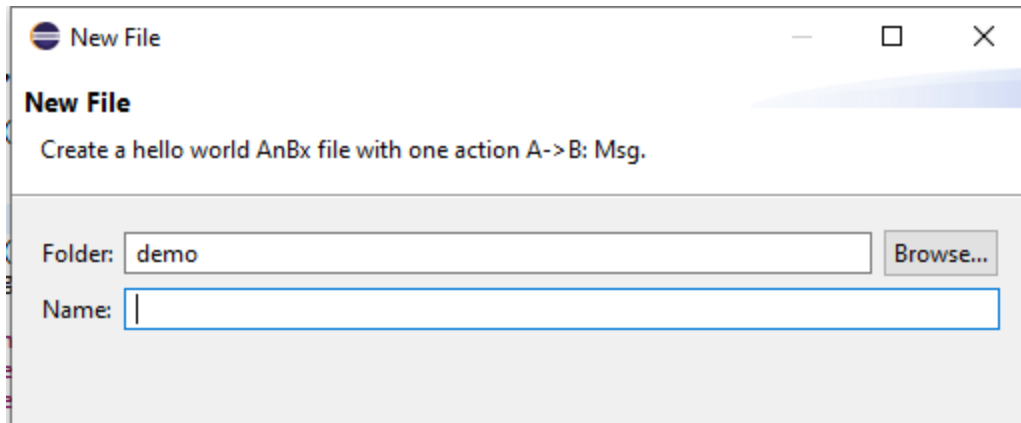 New File
New File
Create a hello world AnBx file with one action A->B: Msg.
Folder: demo Browse...
Name: